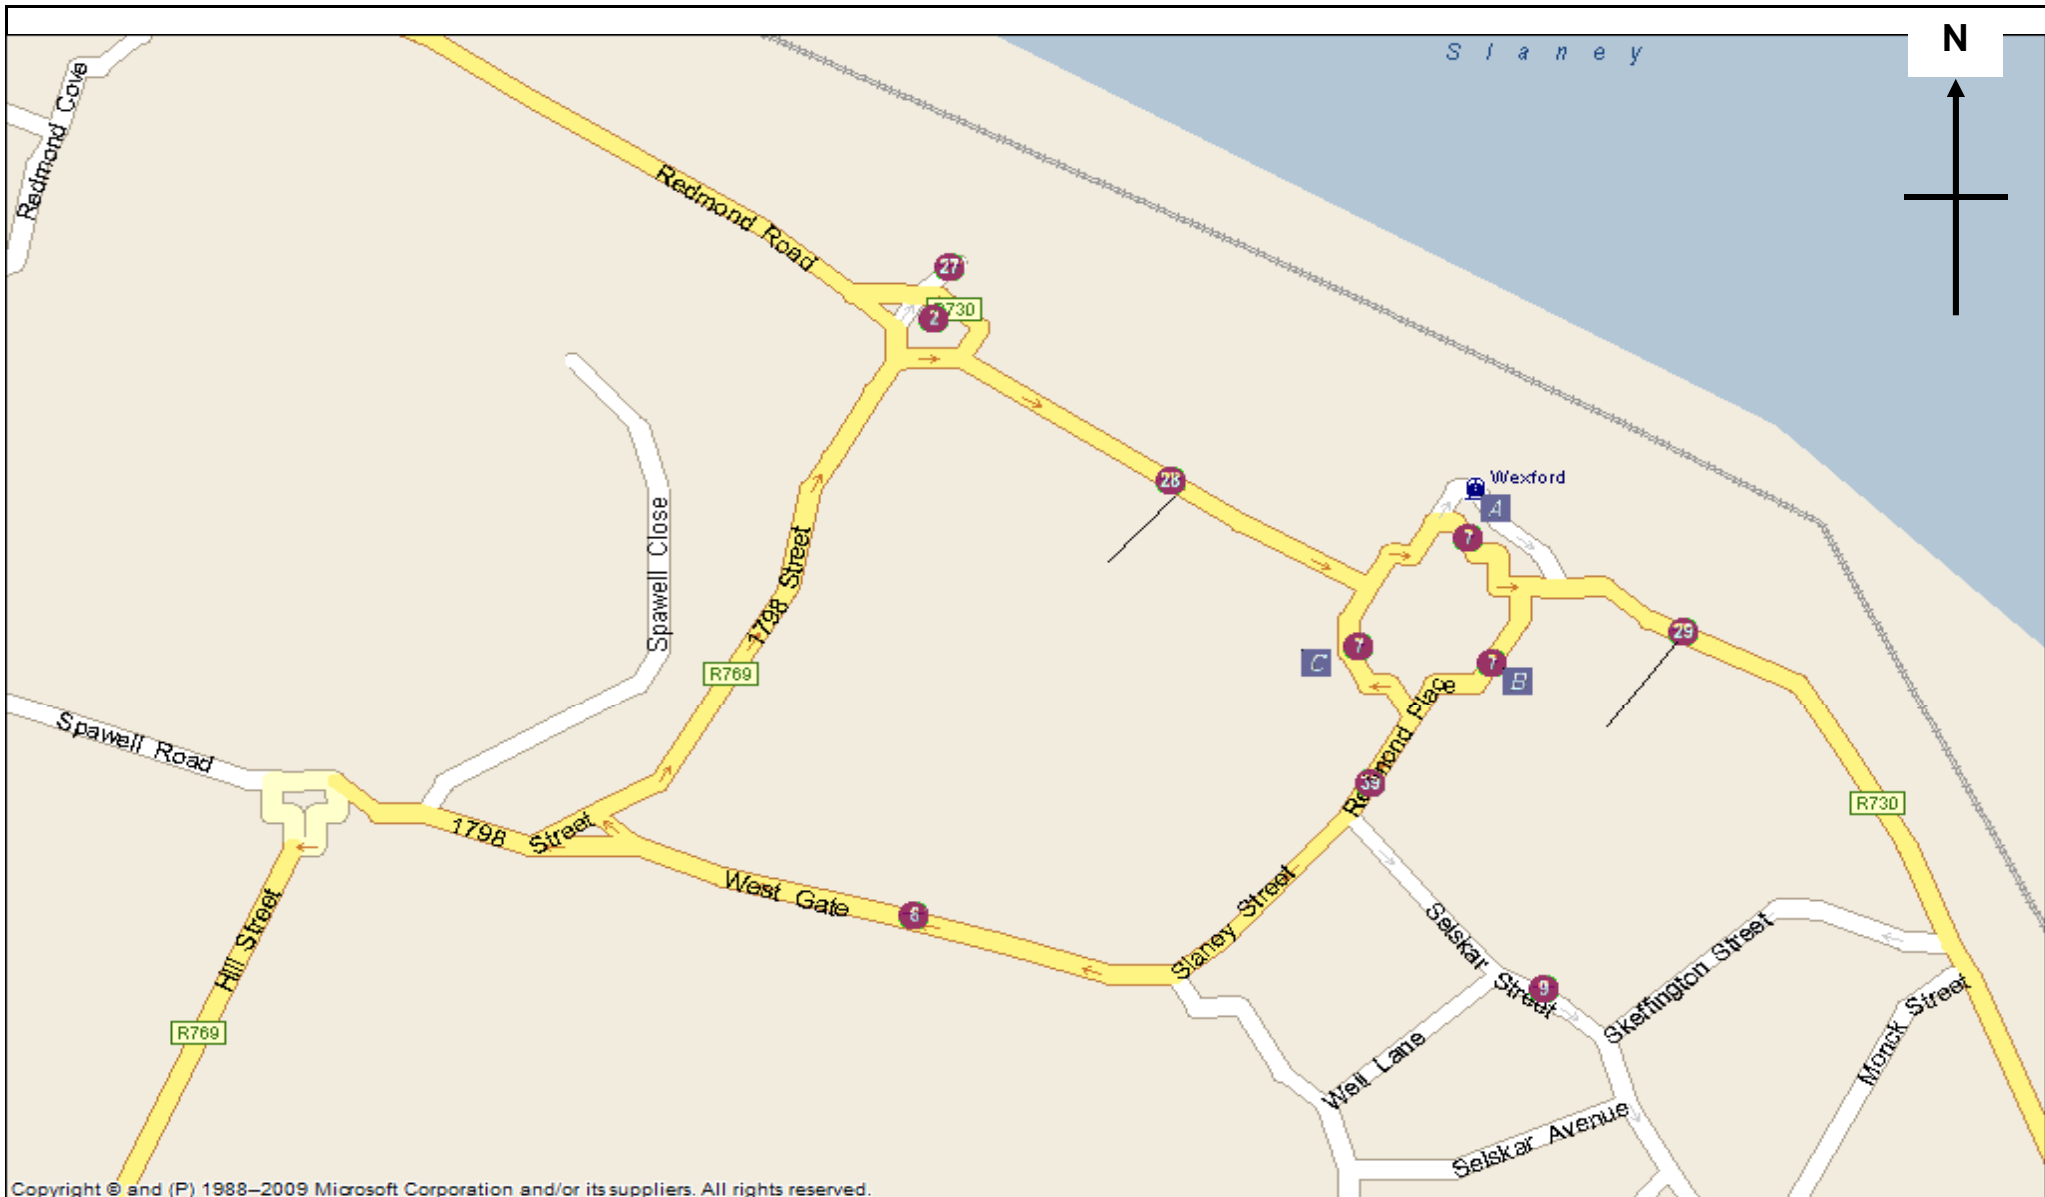 Slaney
N
Redmond Cove
Redmond Road
27
2
28
Wexford
A
7
Spawell Close
1798 Street
29
7
C
7
B
R769
Redmond Place
Spawell Road
39
R730
1798 Street
Slaney Street
West Gate
8
Hill Street
Selskar Street
9
Skeffington Street
Monck Street
R769
Well Lane
Selskar Avenue
Copyright © and (P) 1988–2009 Microsoft Corporation and/or its suppliers. All rights reserved.